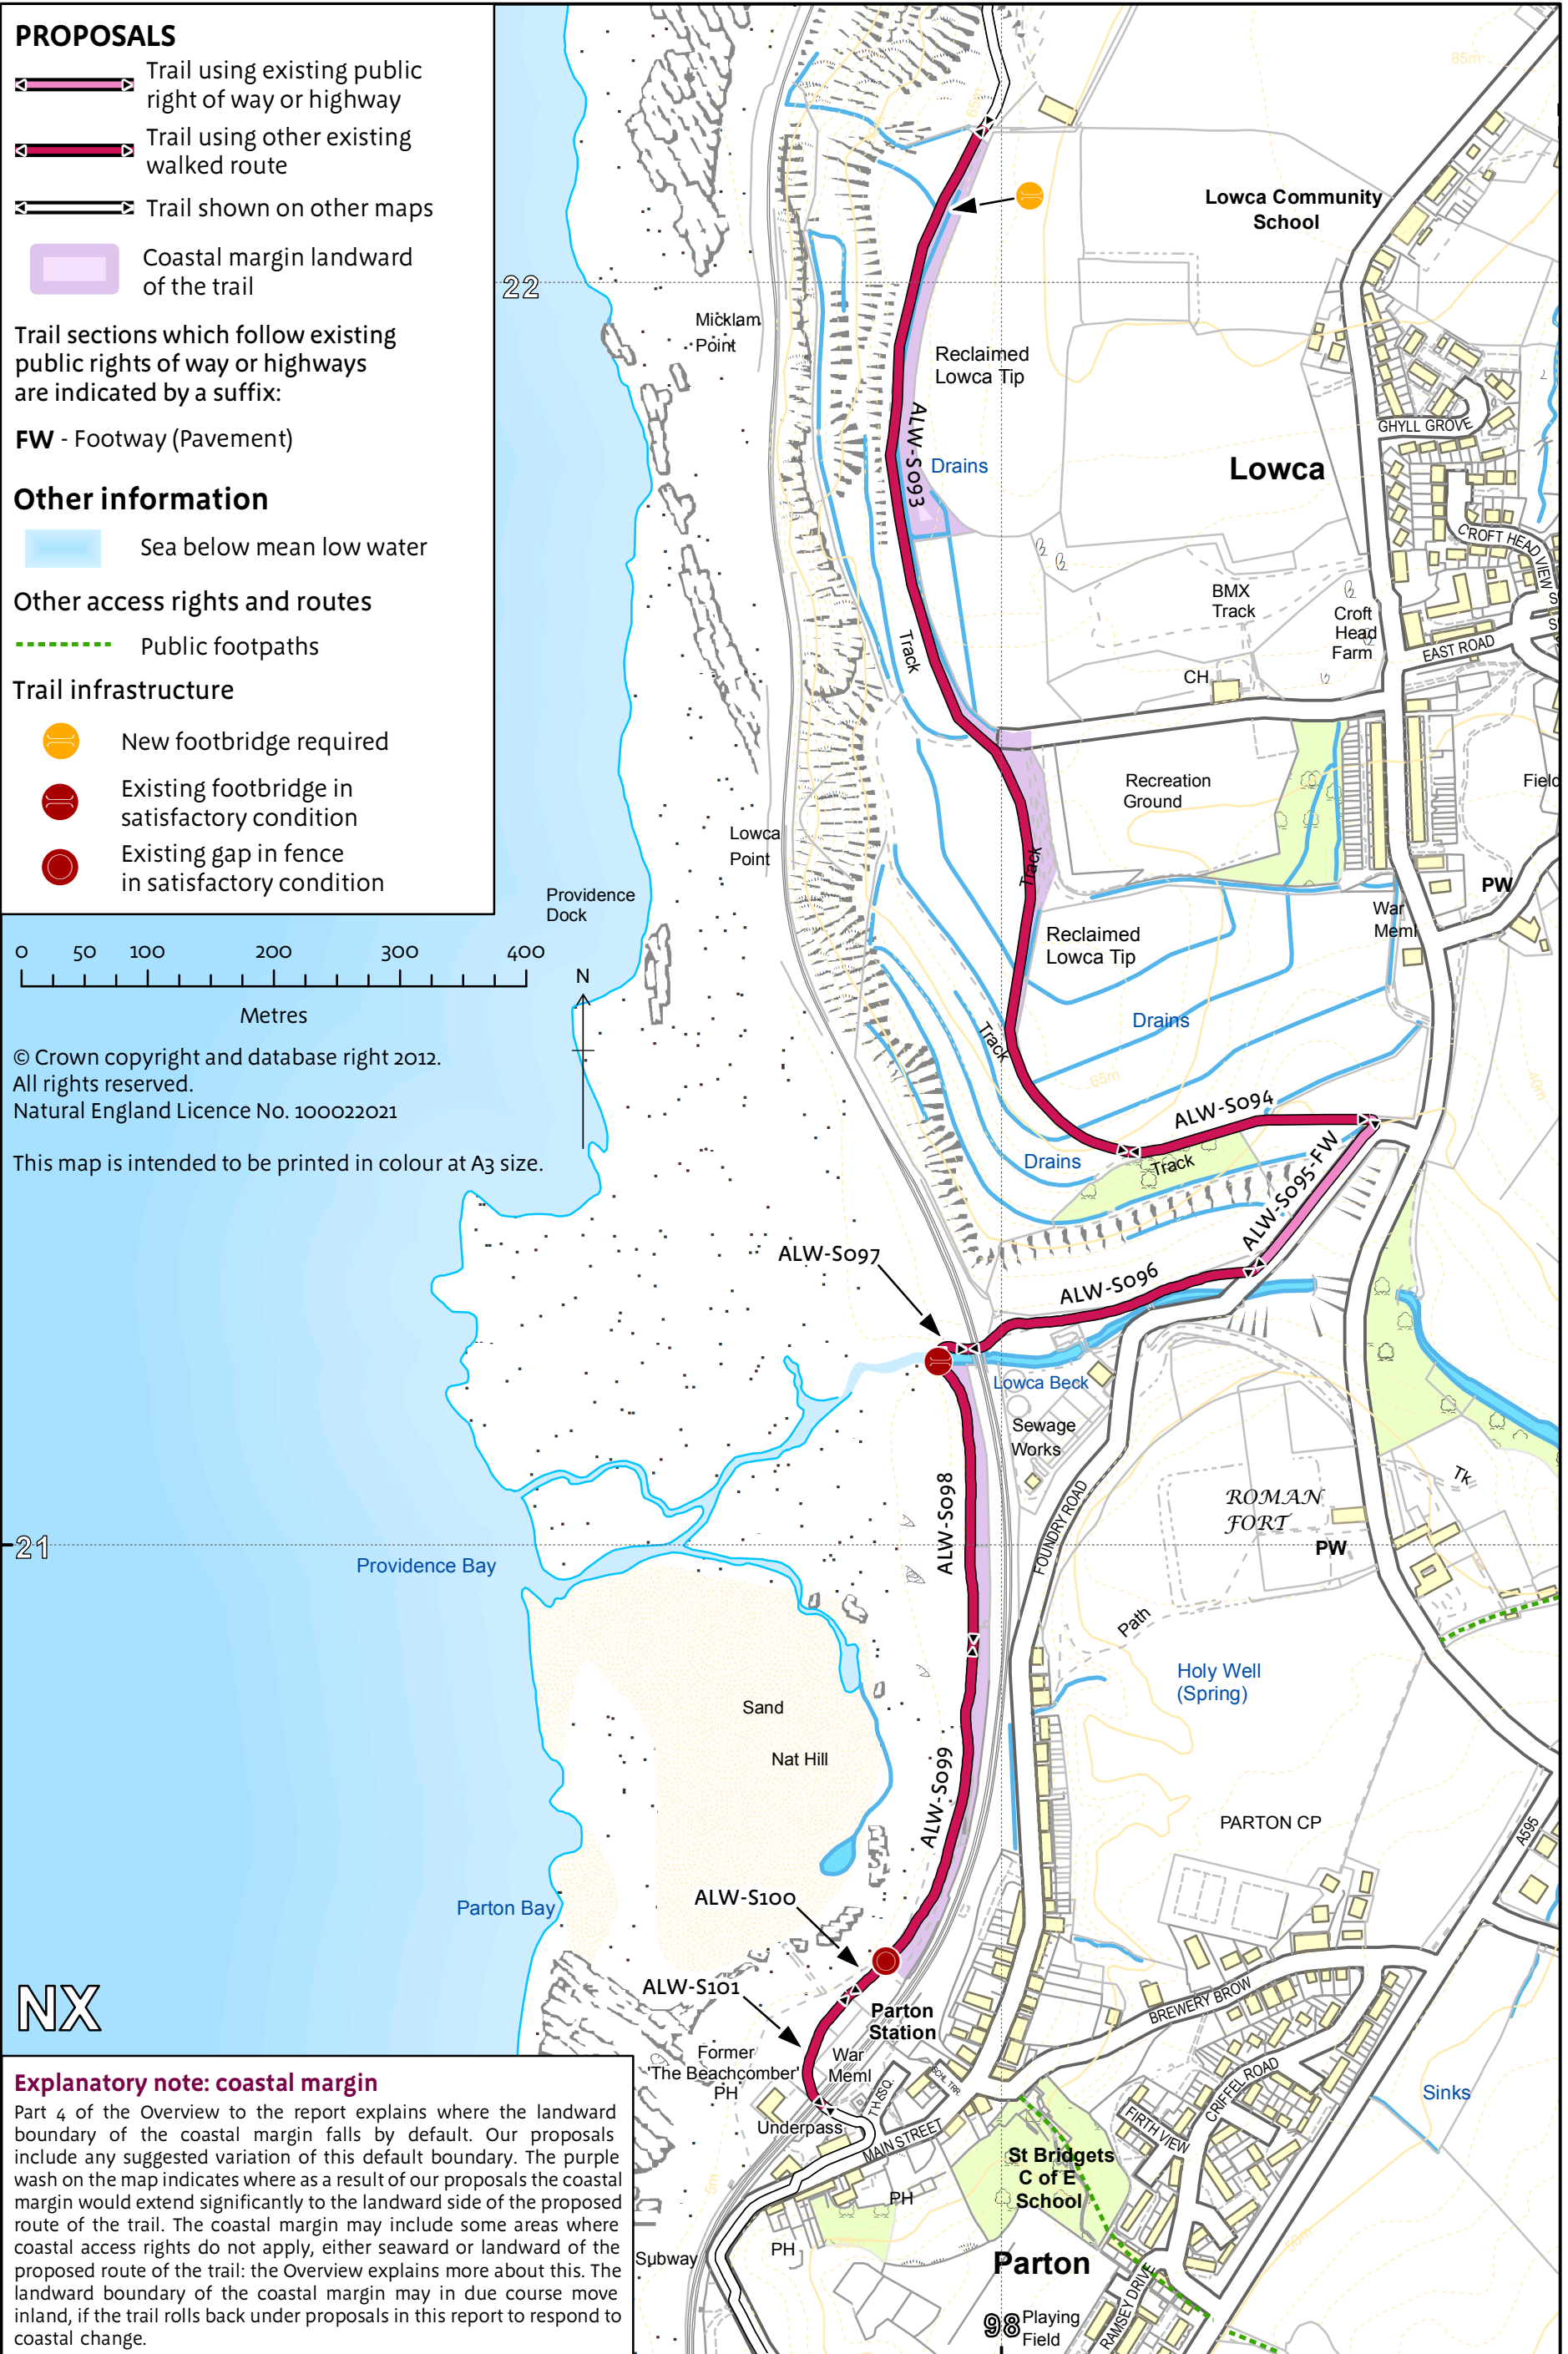 PROPOSALS
Trail using existing public
right of way or highway
Trail using other existing
walked route
Trail shown on other maps
Coastal margin landward
of the trail
Trail sections which follow existing
public rights of way or highways
are indicated by a suffix:
FW - Footway (Pavement)
Other information
Sea below mean low water
Other access rights and routes
Public footpaths
Trail infrastructure
New footbridge required
Existing footbridge in
satisfactory condition
Existing gap in fence
in satisfactory condition
0 50 100 200 300 400
Metres
N
© Crown copyright and database right 2012.
All rights reserved.
Natural England Licence No. 100022021
This map is intended to be printed in colour at A3 size.
85m
65m
Lowca Community
School
22
Micklam
Point
Reclaimed
Lowca Tip
ALW-S093
Drains
Lowca
GHYLL GROVE
CROFT HEAD VIEW
BMX
Track
Croft
Head
Farm
EAST ROAD
Track
CH
Recreation
Ground
Field
Lowca
Point
Track
Providence
Dock
PW
War
Meml
Reclaimed
Lowca Tip
Drains
Track
65m
40m
ALW-S094
Drains
Track
ALW-S095-FW
ALW-S097
ALW-S096
Lowca Beck
Sewage
Works
ALW-S098
FOUNDRY ROAD
ROMAN
FORT
PW
Tk
21
Providence Bay
Path
Holy Well
(Spring)
Sand
Nat Hill
ALW-S099
PARTON CP
A595
Parton Bay
ALW-S100
ALW-S101
NX
Parton
Station
BREWERY BROW
Former
'The Beachcomber'
PH
War
Meml
TH SQ.
SCHL TRR
CRIFFEL ROAD
FIRTH VIEW
Sinks
Underpass
MAIN STREET
St Bridgets
C of E
School
5m
PH
PH
Subway
Parton
50m
RAMSEY DRIVE
98
Playing
Field
Explanatory note: coastal margin
Part 4 of the Overview to the report explains where the landward
boundary of the coastal margin falls by default. Our proposals
include any suggested variation of this default boundary. The purple
wash on the map indicates where as a result of our proposals the coastal
margin would extend significantly to the landward side of the proposed
route of the trail. The coastal margin may include some areas where
coastal access rights do not apply, either seaward or landward of the
proposed route of the trail: the Overview explains more about this. The
landward boundary of the coastal margin may in due course move
inland, if the trail rolls back under proposals in this report to respond to
coastal change.